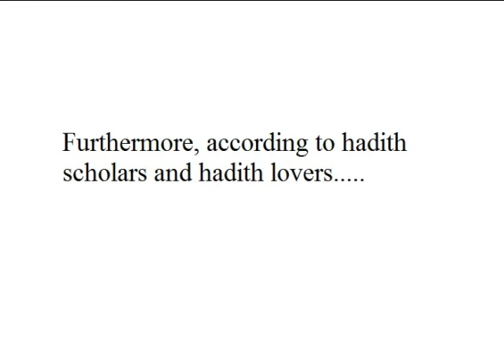 Furthermore, according to hadith
scholars and hadith lovers.....